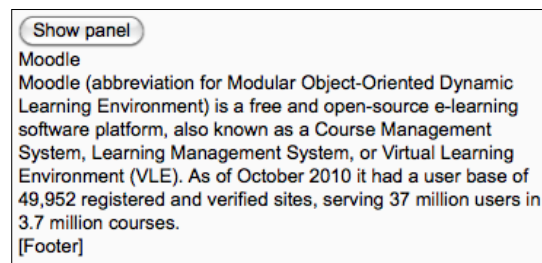 Show panel
Moodle
Moodle (abbreviation for Modular Object-Oriented Dynamic
Learning Environment) is a free and open-source e-learning
software platform, also known as a Course Management
System, Learning Management System, or Virtual Learning
Environment (VLE). As of October 2010 it had a user base of
49,952 registered and verified sites, serving 37 million users in
3.7 million courses.
[Footer]